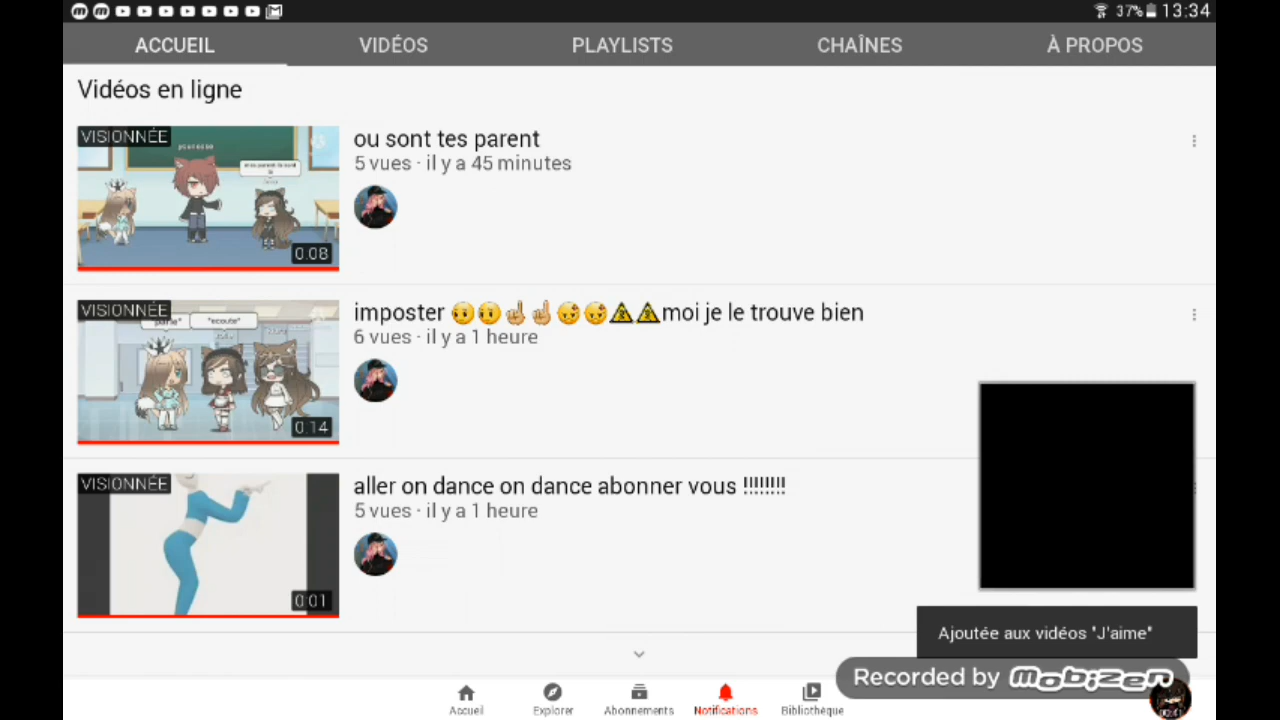 37% 13:34
ACCUEIL VIDÉOS PLAYLISTS CHAÎNES À PROPOS
Vidéos en ligne
VISIONNÉE
0:08
ou sont tes parent
5 vues · il y a 45 minutes
VISIONNÉE
*ecoute*
0:14
imposter 😶😶☝☝😏😏⚠⚠moi je le trouve bien
6 vues · il y a 1 heure
VISIONNÉE
0:01
aller on dance on dance abonner vous !!!!!!!!
5 vues · il y a 1 heure
Ajoutée aux vidéos "J'aime"
Recorded by mobizen
Accueil Explorer Abonnements Notifications Bibliothèque